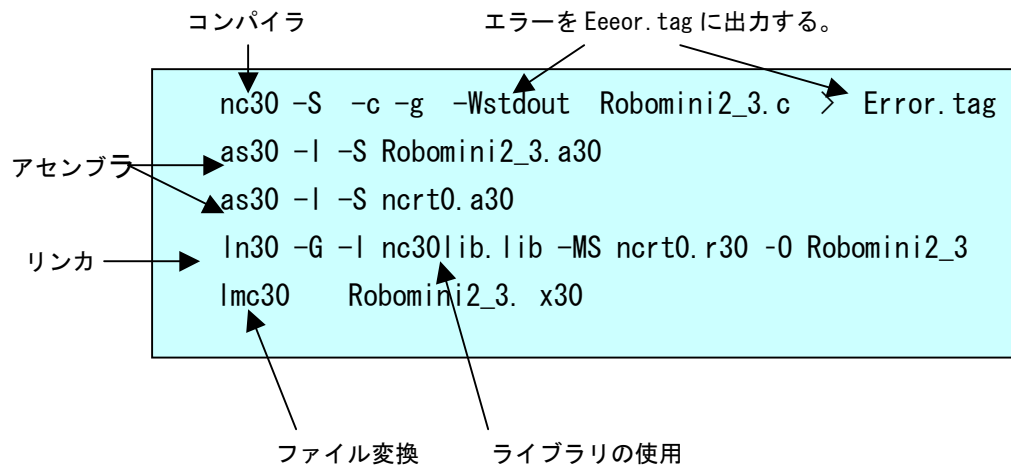 コンパイラ エラーを Eeeor.tag に出力する。
nc30 -S -c -g -Wstdout Robomini2_3.c > Error.tag
アセンブラ
as30 -l -S Robomini2_3.a30
as30 -l -S ncrt0.a30
リンカ
ln30 -G -l nc30lib.lib -MS ncrt0.r30 -O Robomini2_3
lmc30 Robomini2_3. x30
ファイル変換 ライブラリの使用